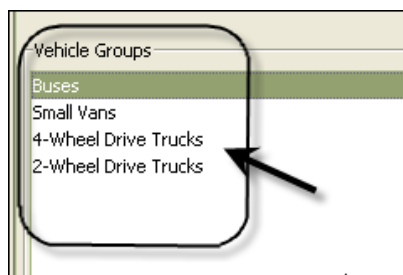 Vehicle Groups
Buses
Small Vans
4-Wheel Drive Trucks
2-Wheel Drive Trucks